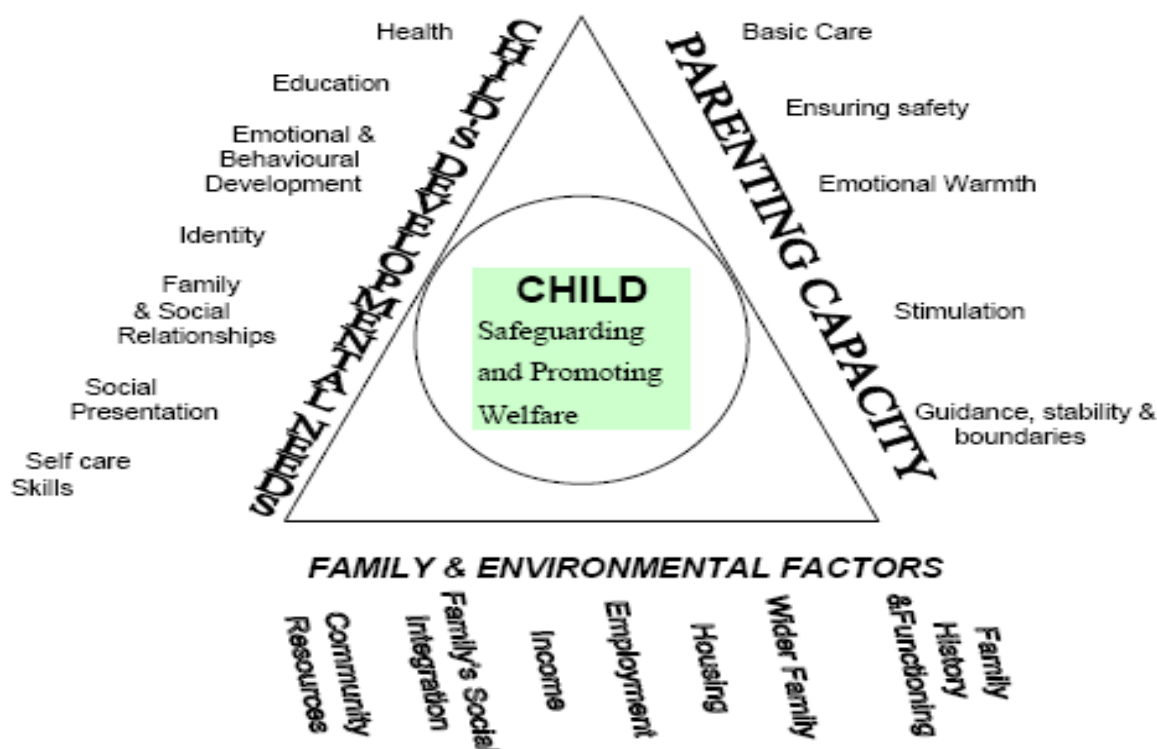 Health
Education
Emotional &
Behavioural
Development
Identity
Family
& Social
Relationships
Social
Presentation
Self care
Skills
CHILD'S DEVELOPMENTAL NEEDS
CHILD
Safeguarding
and Promoting
Welfare
PARENTING CAPACITY
Basic Care
Ensuring safety
Emotional Warmth
Stimulation
Guidance, stability &
boundaries
FAMILY & ENVIRONMENTAL FACTORS
Community
Resources
Family's Social
Integration
Income
Employment
Housing
Wider Family
Family
History
&Functioning